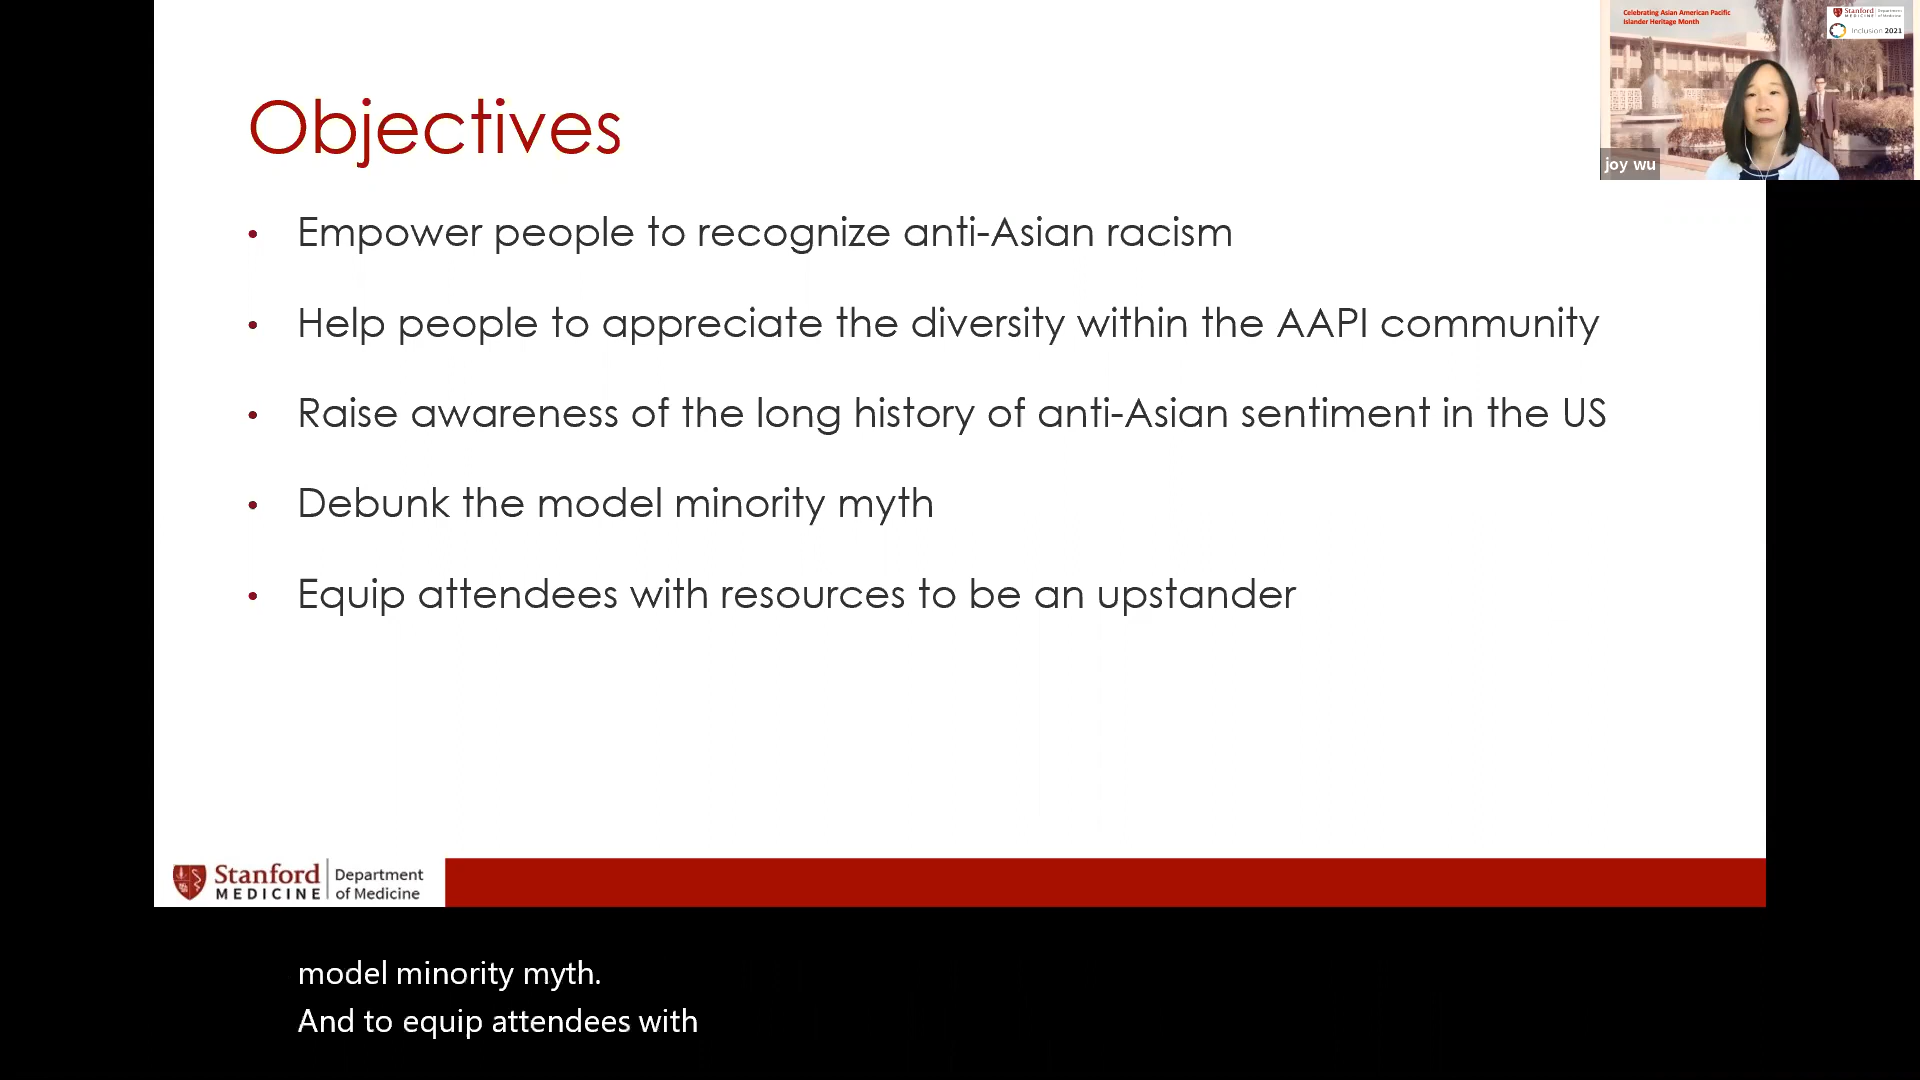 Objectives
• Empower people to recognize anti-Asian racism
• Help people to appreciate the diversity within the AAPI community
• Raise awareness of the long history of anti-Asian sentiment in the US
• Debunk the model minority myth
• Equip attendees with resources to be an upstander
Celebrating Asian American Pacific
Islander Heritage Month
Stanford
MEDICINE
Department
of Medicine
Inclusion 2021
joy wu
Stanford
MEDICINE
Department
of Medicine
model minority myth.
And to equip attendees with